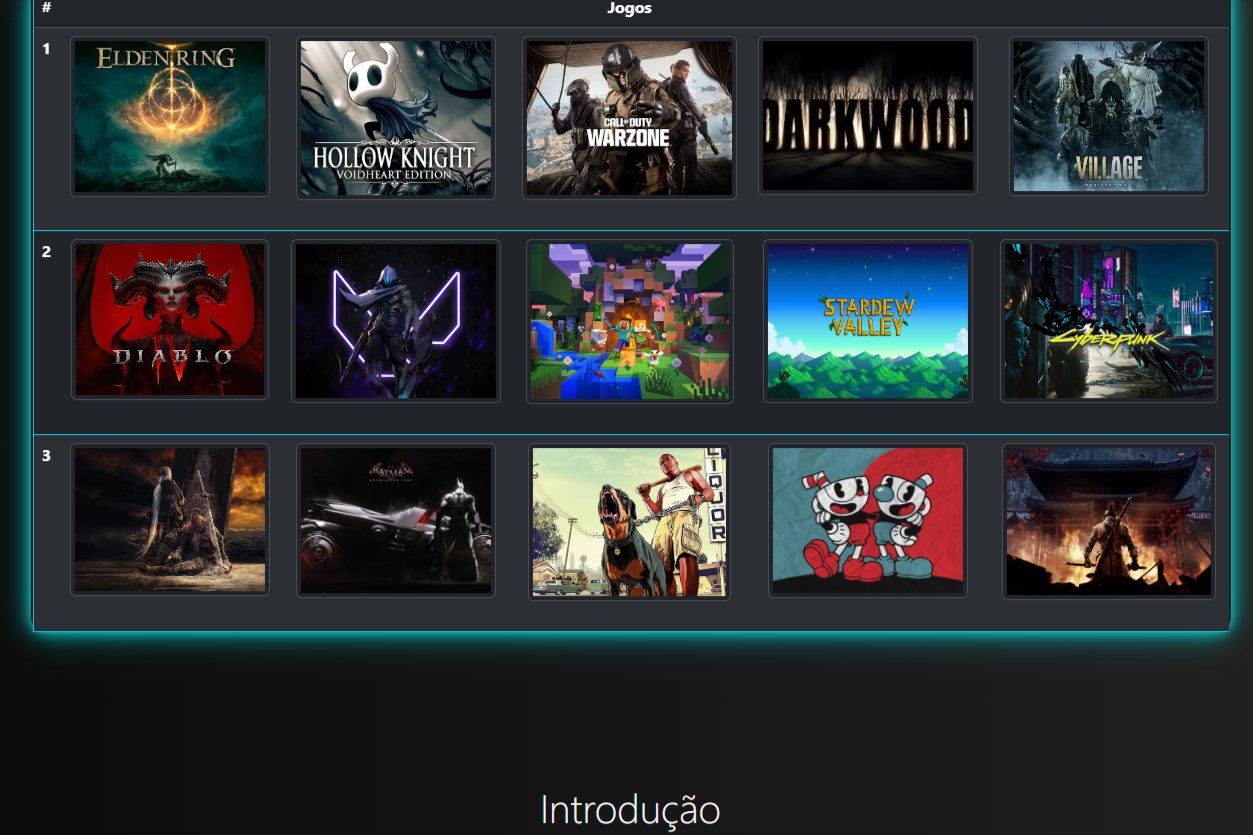 # Jogos
1
ELDEN RING
HOLLOW KNIGHT
VOIDHEART EDITION
CALL OF DUTY
WARZONE
DARKWOOD
VILLAGE
2
DIABLO
IV
STARDEW
VALLEY
CYBERPUNK
3
BATMAN
LIQUOR
Introdução